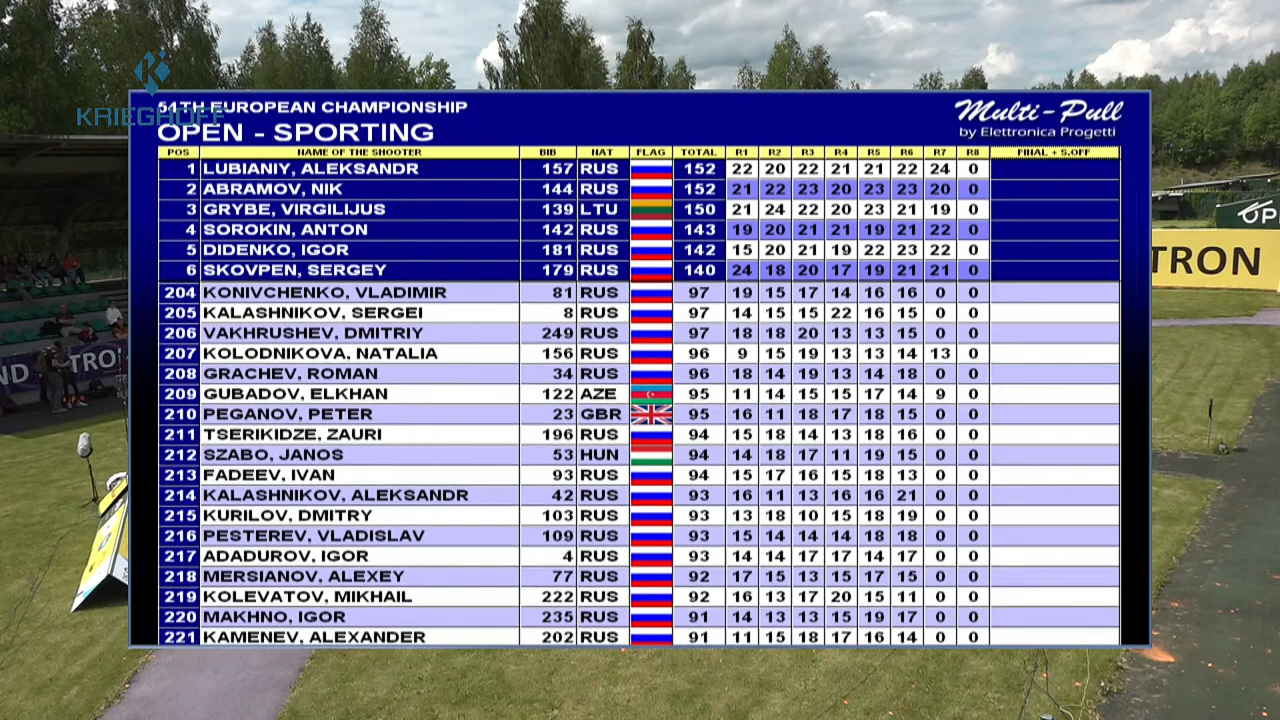 KRIEGHOFF
54TH EUROPEAN CHAMPIONSHIP
OPEN - SPORTING
Multi-Pull
by Elettronica Progetti
POS NAME OF THE SHOOTER BIB NAT FLAG TOTAL R1 R2 R3 R4 R5 R6 R7 R8 FINAL + S.OFF
1 LUBIANIY, ALEKSANDR 157 RUS 152 22 20 22 21 21 22 24 0
2 ABRAMOV, NIK 144 RUS 152 21 22 23 20 23 23 20 0
3 GRYBE, VIRGILIJUS 139 LTU 150 21 24 22 20 23 21 19 0
4 SOROKIN, ANTON 142 RUS 143 19 20 21 21 19 21 22 0
5 DIDENKO, IGOR 181 RUS 142 15 20 21 19 22 23 22 0
6 SKOVPEN, SERGEY 179 RUS 140 24 18 20 17 19 21 21 0
204 KONIVCHENKO, VLADIMIR 81 RUS 97 19 15 17 14 16 16 0 0
205 KALASHNIKOV, SERGEI 8 RUS 97 14 15 15 22 16 15 0 0
206 VAKHRUSHEV, DMITRIY 249 RUS 97 18 18 20 13 13 15 0 0
207 KOLODNIKOVA, NATALIA 156 RUS 96 9 15 19 13 13 14 13 0
208 GRACHEV, ROMAN 34 RUS 96 18 14 19 13 14 18 0 0
209 GUBADOV, ELKHAN 122 AZE 95 11 14 15 15 17 14 9 0
210 PEGANOV, PETER 23 GBR 95 16 11 18 17 18 15 0 0
211 TSERIKIDZE, ZAURI 196 RUS 94 15 18 14 13 18 16 0 0
212 SZABO, JANOS 53 HUN 94 14 18 17 11 19 15 0 0
213 FADEEV, IVAN 93 RUS 94 15 17 16 15 18 13 0 0
214 KALASHNIKOV, ALEKSANDR 42 RUS 93 16 11 13 16 16 21 0 0
215 KURILOV, DMITRY 103 RUS 93 13 18 10 15 18 19 0 0
216 PESTEREV, VLADISLAV 109 RUS 93 15 14 14 14 18 18 0 0
217 ADADUROV, IGOR 4 RUS 93 14 14 17 17 14 17 0 0
218 MERSIANOV, ALEXEY 77 RUS 92 17 15 13 15 17 15 0 0
219 KOLEVATOV, MIKHAIL 222 RUS 92 16 13 17 20 15 11 0 0
220 MAKHNO, IGOR 235 RUS 91 14 13 13 15 19 17 0 0
221 KAMENEV, ALEXANDER 202 RUS 91 11 15 18 17 16 14 0 0
OP
TRON
ND
TRON